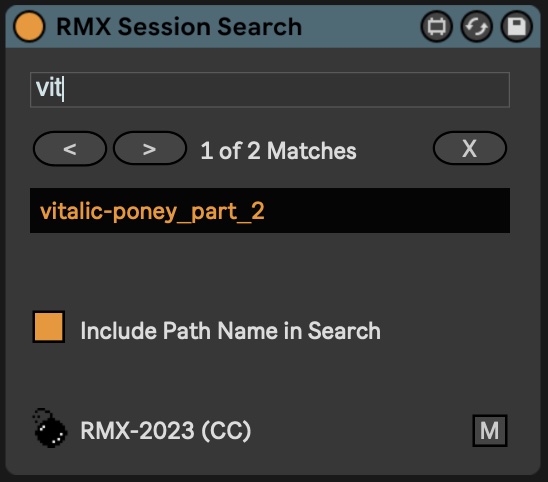 RMX Session Search
vit
< > 1 of 2 Matches X
vitalic-poney_part_2
Include Path Name in Search
RMX-2023 (CC) M